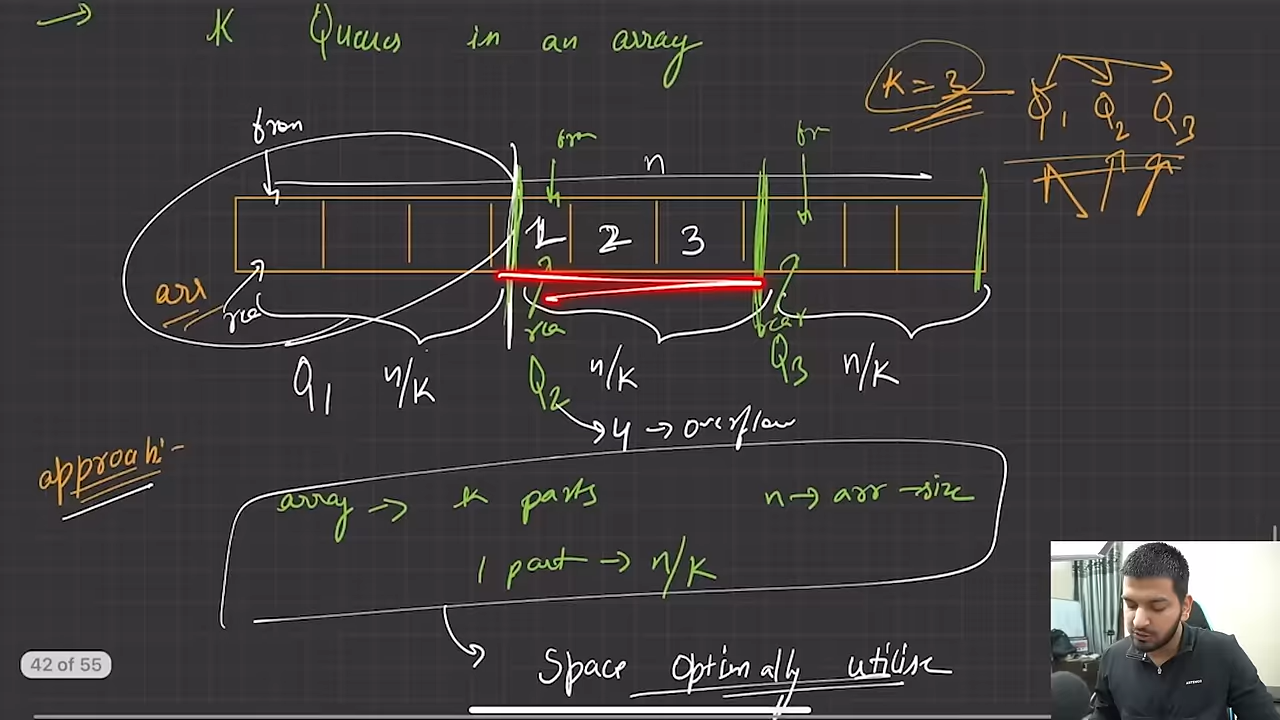 K Queues in an array
K = 3
Q1 Q2 Q3
fron
fron
n
fr
1 2 3
arr
rea
rea
rear
Q1 n/K
Q2 n/K
Q3 n/K
4 → overflow
approach:-
array → K parts n → arr → size
1 part → n/K
Space optimally utilise
42 of 55